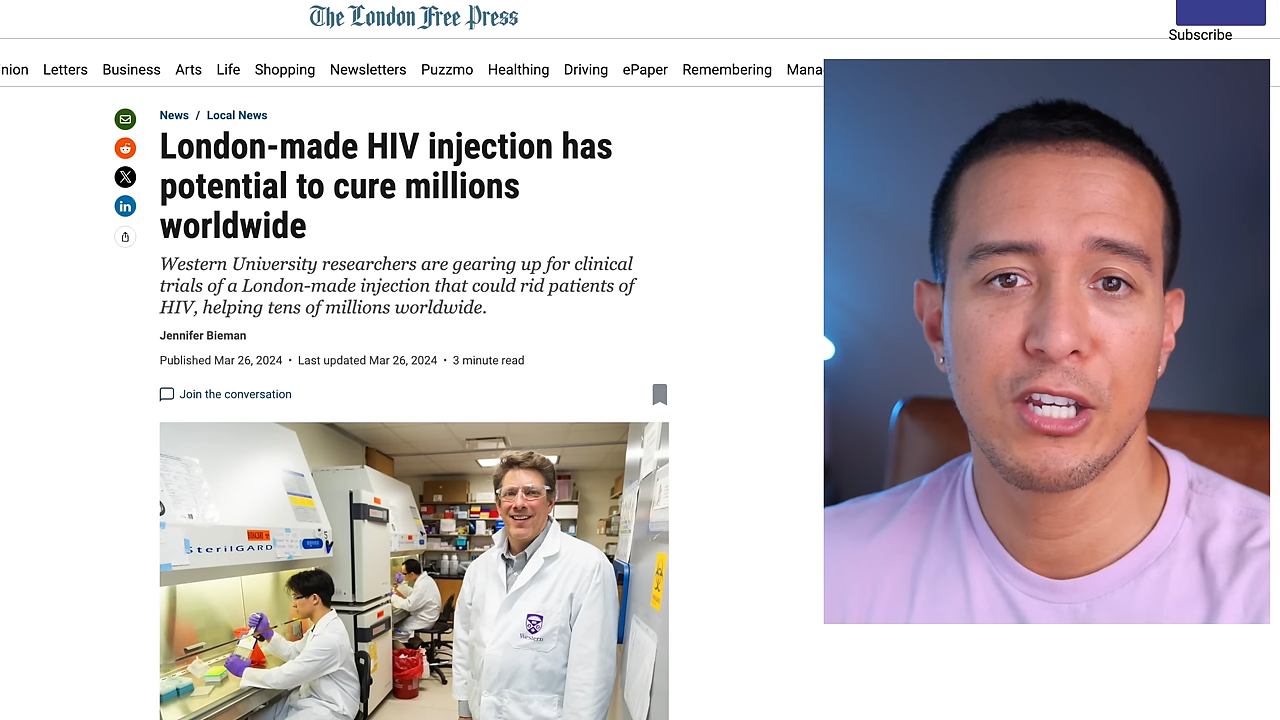 The London Free Press
Subscribe
nion Letters Business Arts Life Shopping Newsletters Puzzmo Healthing Driving ePaper Remembering Mana
News / Local News
London-made HIV injection has
potential to cure millions
worldwide
Western University researchers are gearing up for clinical
trials of a London-made injection that could rid patients of
HIV, helping tens of millions worldwide.
Jennifer Bieman
Published Mar 26, 2024 • Last updated Mar 26, 2024 • 3 minute read
Join the conversation
SterilGARD
Western